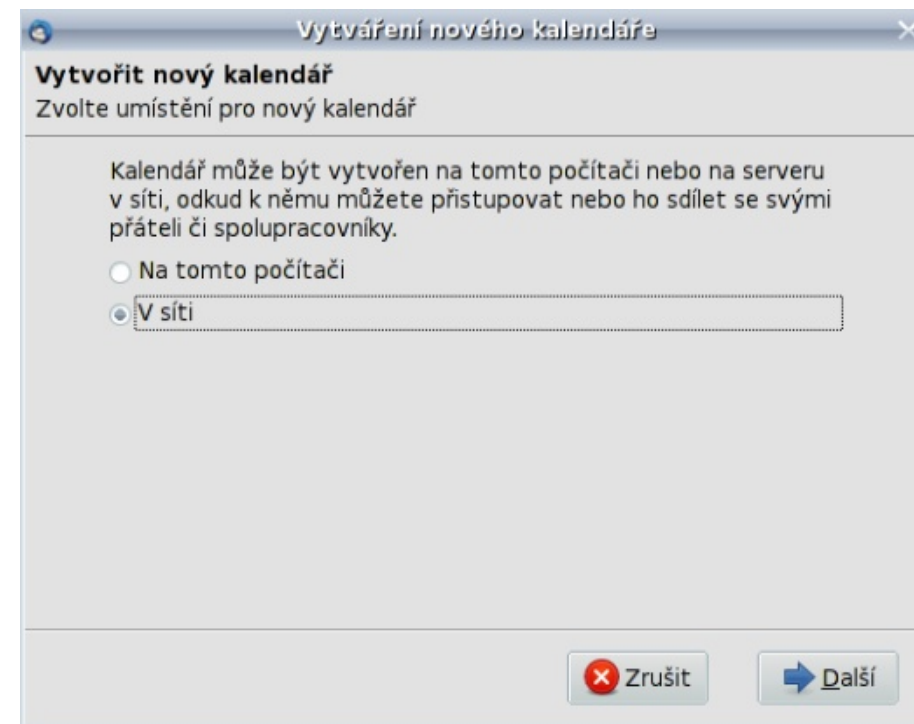 Vytváření nového kalendáře
Vytvořit nový kalendář
Zvolte umístění pro nový kalendář
Kalendář může být vytvořen na tomto počítači nebo na serveru
v síti, odkud k němu můžete přistupovat nebo ho sdílet se svými
přáteli či spolupracovníky.
Na tomto počítači
V síti
Zrušit
Další